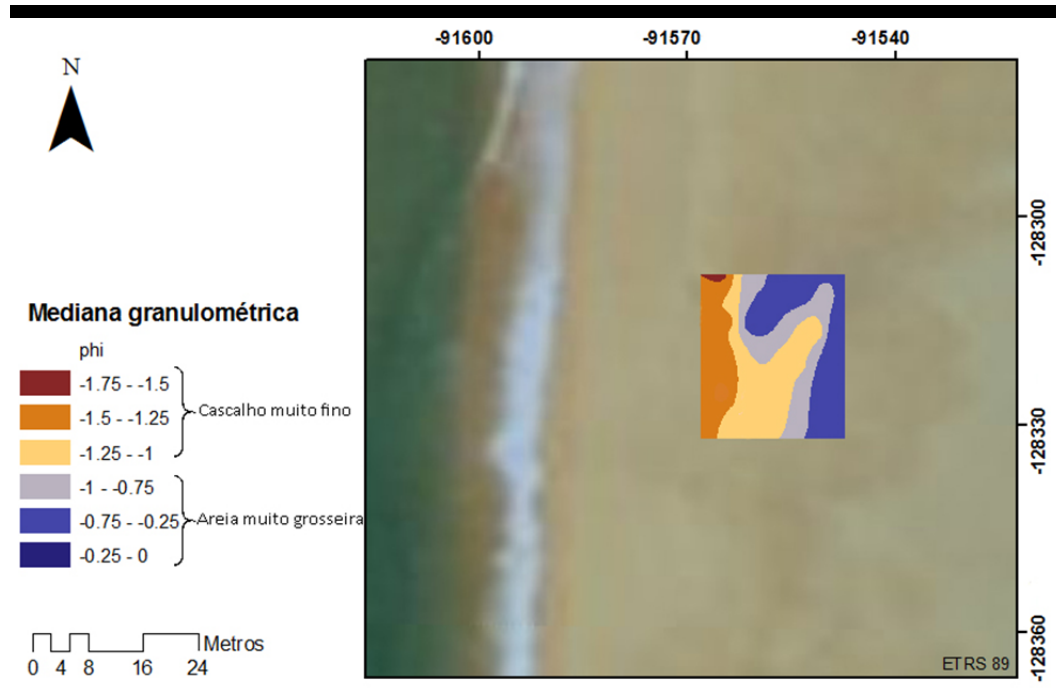 -91600 -91570 -91540
N
-128300
-128330
-128360
Mediana granulométrica
phi
-1.75 - -1.5
-1.5 - -1.25
-1.25 - -1
Cascalho muito fino
-1 - -0.75
-0.75 - -0.25
-0.25 - 0
Areia muito grosseira
Metros
0 4 8 16 24
ETRS 89